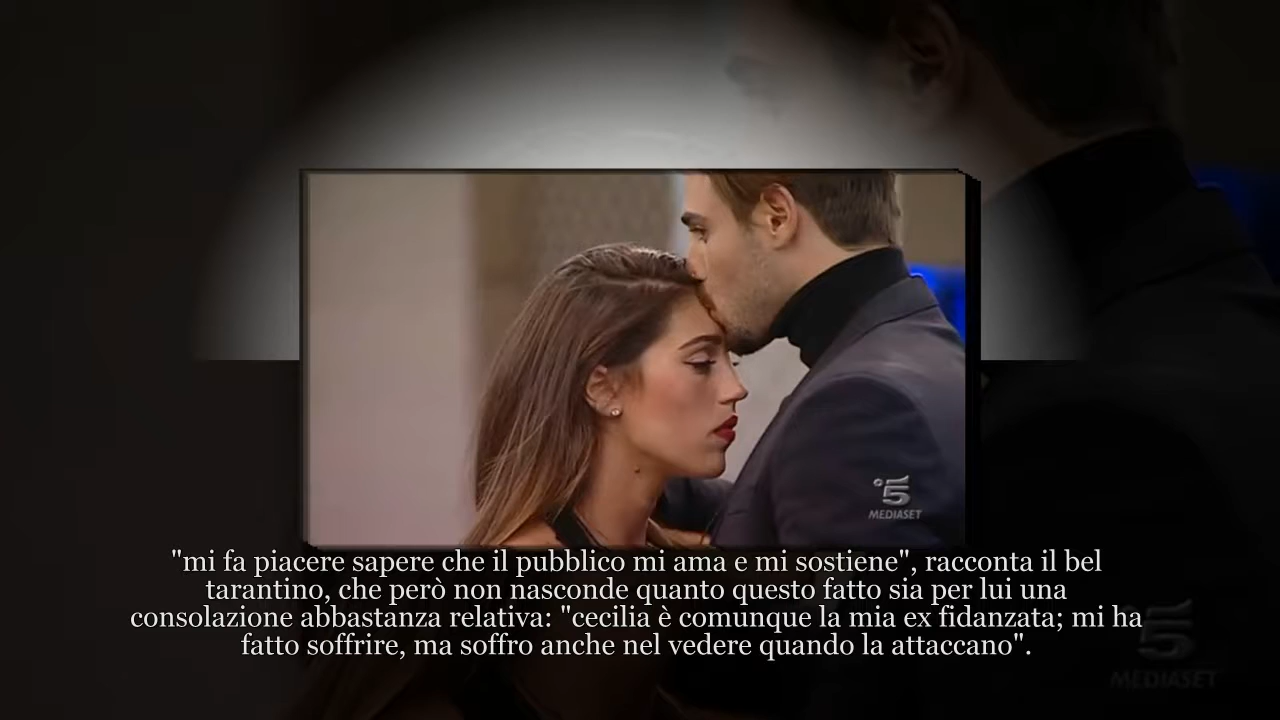 5
MEDIASET
"mi fa piacere sapere che il pubblico mi ama e mi sostiene", racconta il bel
tarantino, che però non nasconde quanto questo fatto sia per lui una
consolazione abbastanza relativa: "cecilia è comunque la mia ex fidanzata; mi ha
fatto soffrire, ma soffro anche nel vedere quando la attaccano".
5
MEDIASET